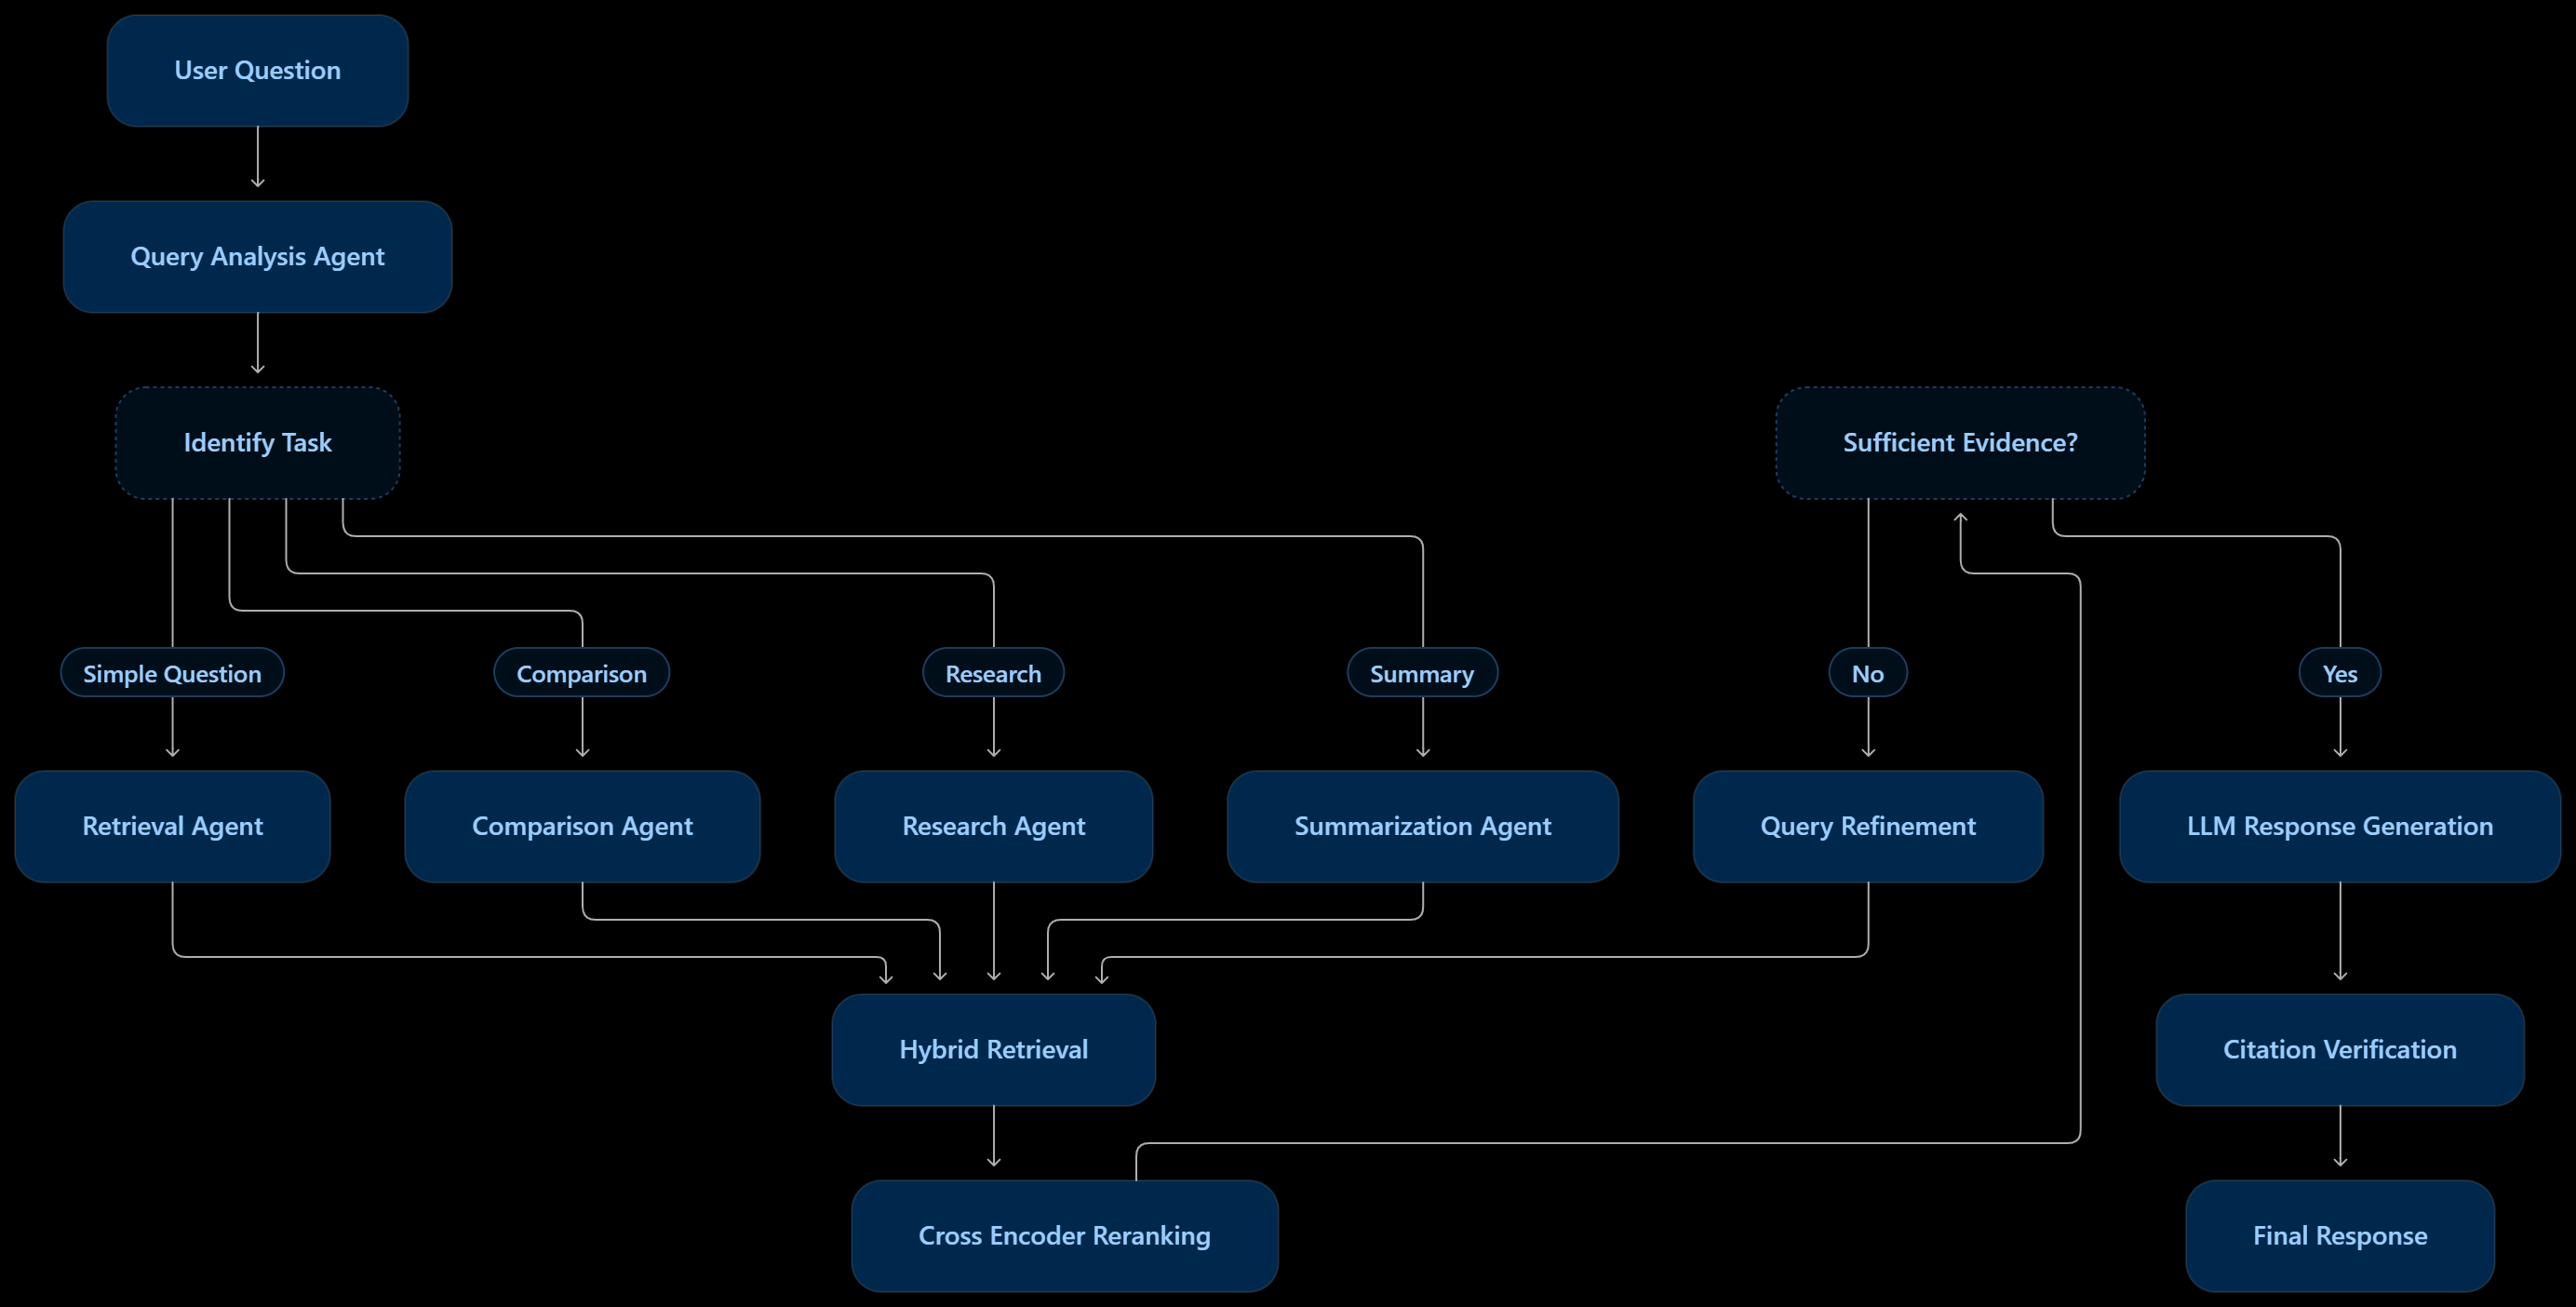 User Question
Query Analysis Agent
Identify Task
Sufficient Evidence?
Simple Question
Comparison
Research
Summary
No
Yes
Retrieval Agent
Comparison Agent
Research Agent
Summarization Agent
Query Refinement
LLM Response Generation
Hybrid Retrieval
Citation Verification
Cross Encoder Reranking
Final Response